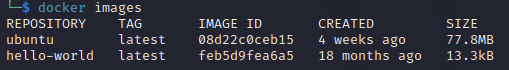 └─$ docker images
REPOSITORY    TAG       IMAGE ID       CREATED         SIZE
ubuntu        latest    08d22c0ceb15   4 weeks ago     77.8MB
hello-world   latest    feb5d9fea6a5   18 months ago   13.3kB